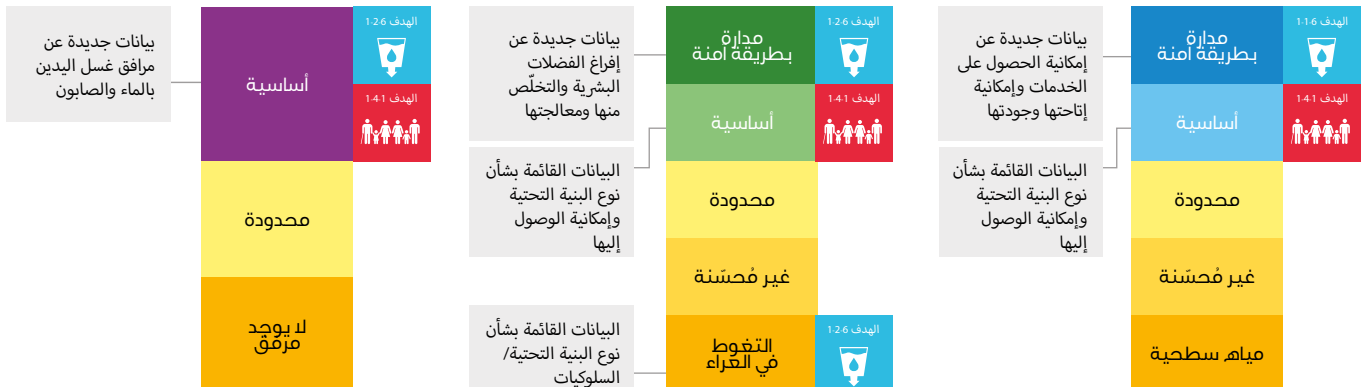 الهدف 1-1-6
مدارة
بطريقة آمنة
بيانات جديدة عن
إمكانية الحصول على
الخدمات وإمكانية
إتاحتها وجودتها
الهدف 1-4-1
أساسية
البيانات القائمة بشأن
نوع البنية التحتية
وإمكانية الوصول
إليها
محدودة
غير مُحسّنة
مياه سطحية
الهدف 6-2-1
مدارة
بطريقة آمنة
بيانات جديدة عن
إفراغ الفضلات
البشرية والتخلّص
منها ومعالجتها
الهدف 1-4-1
أساسية
البيانات القائمة بشأن
نوع البنية التحتية
وإمكانية الوصول
إليها
محدودة
غير مُحسّنة
التغوط
في العراء
الهدف 6-2-1
البيانات القائمة بشأن
نوع البنية التحتية/
السلوكيات
الهدف 6-2-1
أساسية
الهدف 1-4-1
بيانات جديدة عن
مرافق غسل اليدين
بالماء والصابون
محدودة
لا يوجد
مرفق